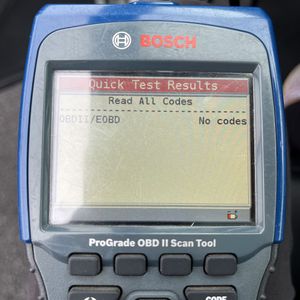 BOSCH
Quick Test Results
Read All Codes
OBDII/EOBD No codes
ProGrade OBD II Scan Tool
CODE